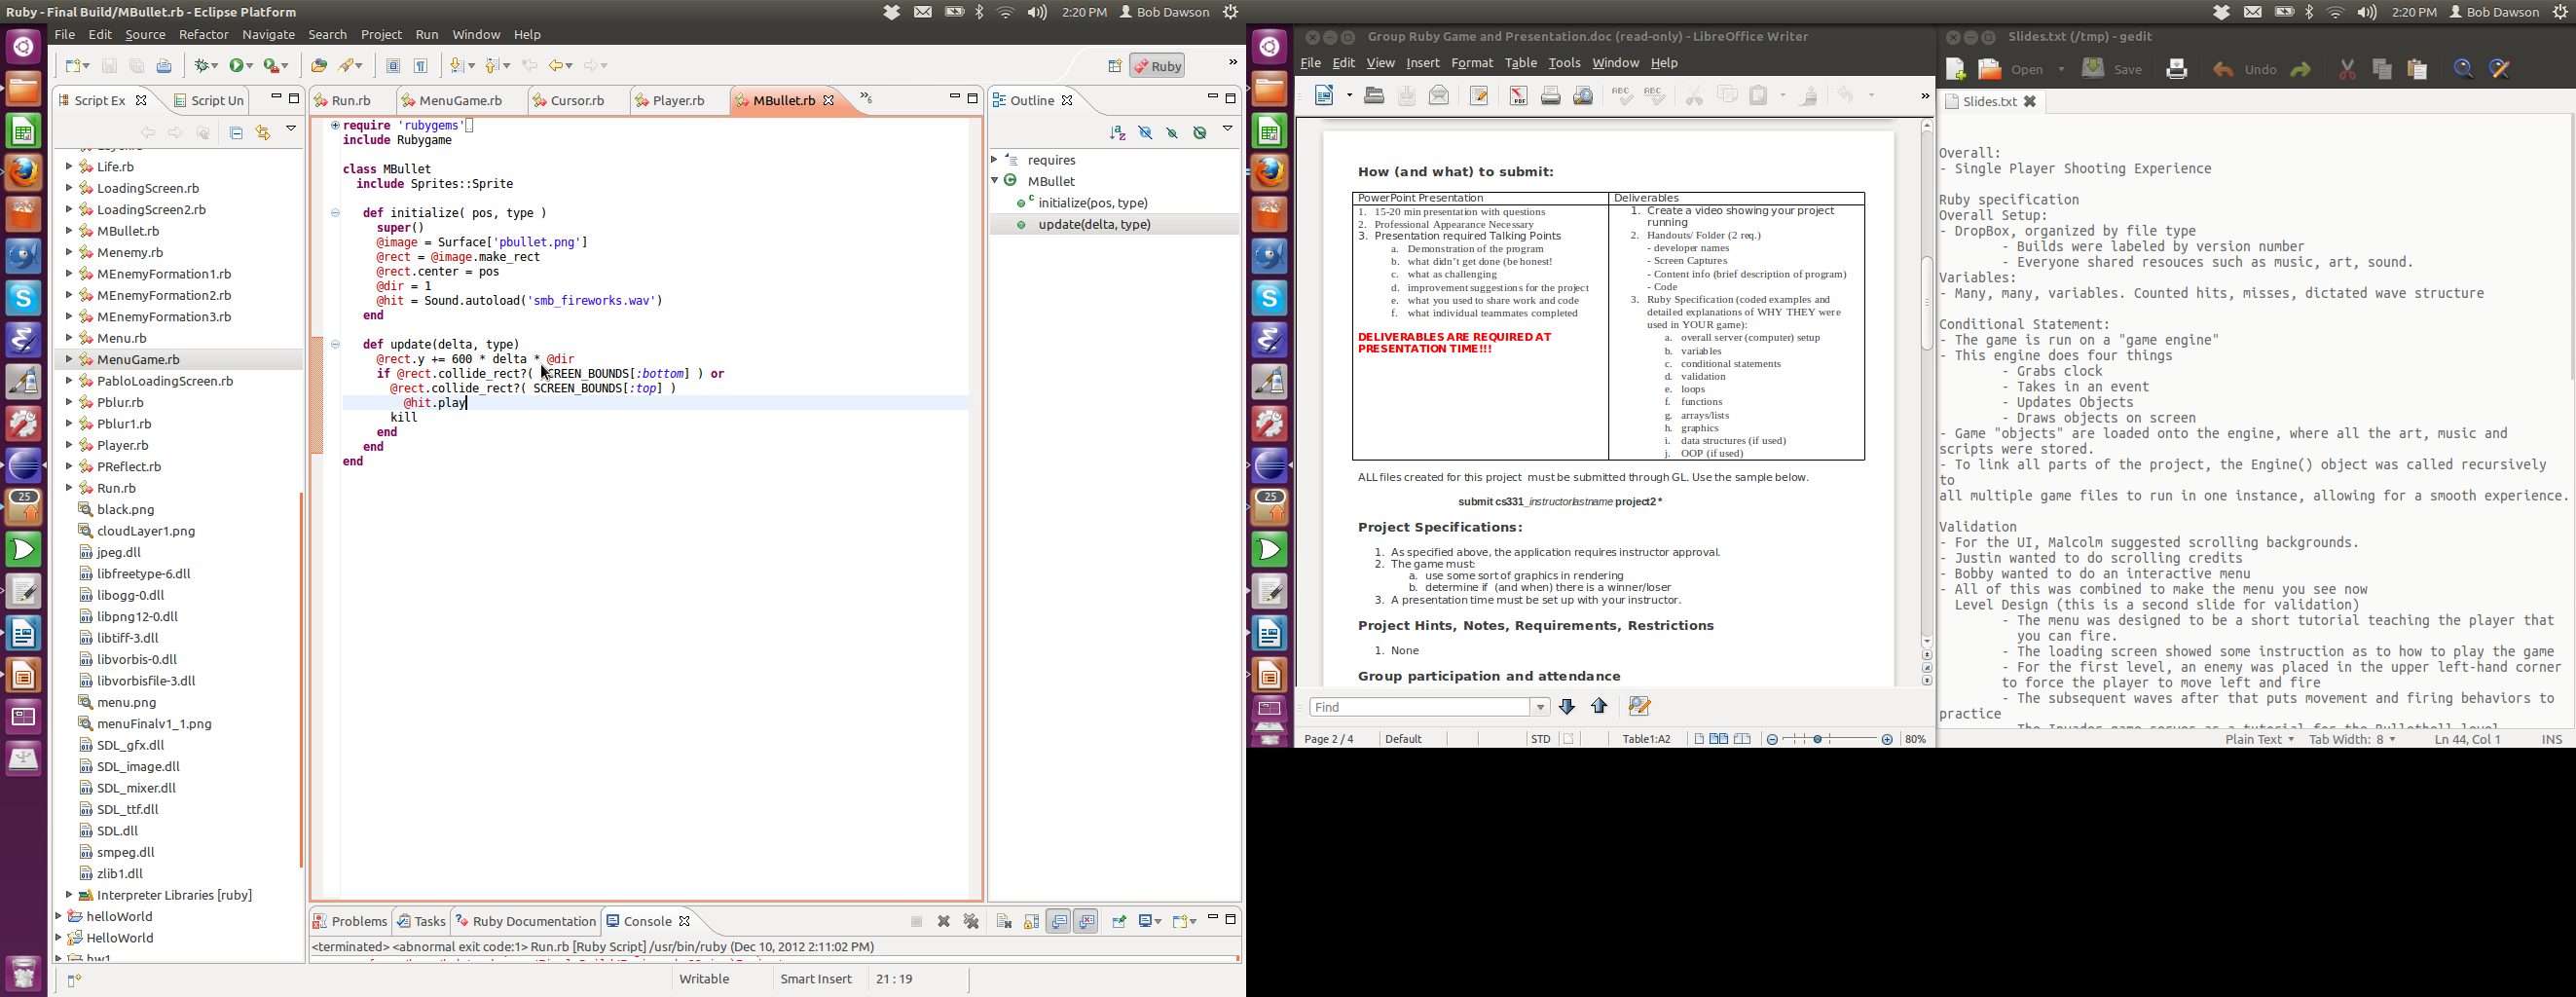 Ruby - Final Build/MBullet.rb - Eclipse Platform
2:20 PM Bob Dawson
File Edit Source Refactor Navigate Search Project Run Window Help
Ruby
Script Ex
Script Un
Life.rb
LoadingScreen.rb
LoadingScreen2.rb
MBullet.rb
Menemy.rb
MEnemyFormation1.rb
MEnemyFormation2.rb
MEnemyFormation3.rb
Menu.rb
MenuGame.rb
PabloLoadingScreen.rb
Pblur.rb
Pblur1.rb
Player.rb
PReflect.rb
Run.rb
black.png
cloudLayer1.png
jpeg.dll
libfreetype-6.dll
libogg-0.dll
libpng12-0.dll
libtiff-3.dll
libvorbis-0.dll
libvorbisfile-3.dll
menu.png
menuFinalv1_1.png
SDL_gfx.dll
SDL_image.dll
SDL_mixer.dll
SDL_ttf.dll
SDL.dll
smpeg.dll
zlib1.dll
Interpreter Libraries [ruby]
helloWorld
HelloWorld
hw1
25
Run.rb MenuGame.rb Cursor.rb Player.rb MBullet.rb
»6
require 'rubygems'
include Rubygame
class MBullet
include Sprites::Sprite
def initialize( pos, type )
super()
@image = Surface['pbullet.png']
@rect = @image.make_rect
@rect.center = pos
@dir = 1
@hit = Sound.autoload('smb_fireworks.wav')
end
def update(delta, type)
@rect.y += 600 * delta * @dir
if @rect.collide_rect?( SCREEN_BOUNDS[:bottom] ) or
@rect.collide_rect?( SCREEN_BOUNDS[:top] )
@hit.play
kill
end
end
end
Outline
requires
MBullet
initialize(pos, type)
update(delta, type)
Problems Tasks Ruby Documentation Console
<terminated> <abnormal exit code:1> Run.rb [Ruby Script] /usr/bin/ruby (Dec 10, 2012 2:11:02 PM)
Writable Smart Insert 21 : 19
2:20 PM Bob Dawson
25
Group Ruby Game and Presentation.doc (read-only) - LibreOffice Writer
File Edit View Insert Format Table Tools Window Help
How (and what) to submit:
PowerPoint Presentation
1. 15-20 min presentation with questions
2. Professional Appearance Necessary
3. Presentation required Talking Points
a. Demonstration of the program
b. what didn't get done (be honest!
c. what as challenging
d. improvement suggestions for the project
e. what you used to share work and code
f. what individual teammates completed
DELIVERABLES ARE REQUIRED AT
PRESENTATION TIME!!!
Deliverables
1. Create a video showing your project
running
2. Handouts/ Folder (2 req.)
- developer names
- Screen Captures
- Content info (brief description of program)
- Code
3. Ruby Specification (coded examples and
detailed explanations of WHY THEY were
used in YOUR game):
a. overall server (computer) setup
b. variables
c. conditional statements
d. validation
e. loops
f. functions
g. arrays/lists
h. graphics
i. data structures (if used)
j. OOP (if used)
ALL files created for this project must be submitted through GL. Use the sample below.
submit cs331_instructorlastname project2 *
Project Specifications:
1. As specified above, the application requires instructor approval.
2. The game must:
a. use some sort of graphics in rendering
b. determine if (and when) there is a winner/loser
3. A presentation time must be set up with your instructor.
Project Hints, Notes, Requirements, Restrictions
1. None
Group participation and attendance
Find
Page 2 / 4 Default STD Table1:A2 80%
Slides.txt (/tmp) - gedit
Open Save Undo
Slides.txt
Overall:
- Single Player Shooting Experience
Ruby specification
Overall Setup:
- DropBox, organized by file type
- Builds were labeled by version number
- Everyone shared resouces such as music, art, sound.
Variables:
- Many, many, variables. Counted hits, misses, dictated wave structure
Conditional Statement:
- The game is run on a "game engine"
- This engine does four things
- Grabs clock
- Takes in an event
- Updates Objects
- Draws objects on screen
- Game "objects" are loaded onto the engine, where all the art, music and
scripts were stored.
- To link all parts of the project, the Engine() object was called recursively
to
all multiple game files to run in one instance, allowing for a smooth experience.
Validation
- For the UI, Malcolm suggested scrolling backgrounds.
- Justin wanted to do scrolling credits
- Bobby wanted to do an interactive menu
- All of this was combined to make the menu you see now
Level Design (this is a second slide for validation)
- The menu was designed to be a short tutorial teaching the player that
you can fire.
- The loading screen showed some instruction as to how to play the game
- For the first level, an enemy was placed in the upper left-hand corner
to force the player to move left and fire
- The subsequent waves after that puts movement and firing behaviors to
practice
- The Invader game serves as a tutorial for the Bullethell level
Plain Text Tab Width: 8 Ln 44, Col 1 INS